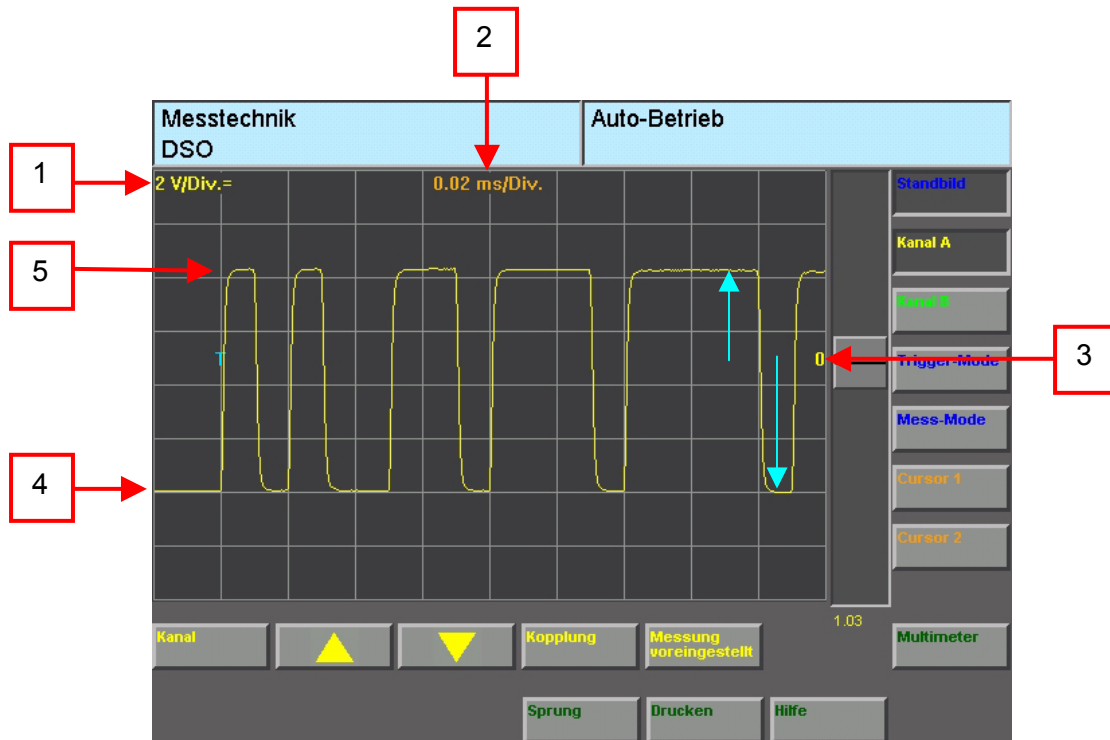 2
Messtechnik
DSO
Auto-Betrieb
1
2 V/Div.=
0.02 ms/Div.
Standbild
5
Kanal A
Kanal B
T
0
Trigger-Mode
3
Mess-Mode
4
Cursor 1
Cursor 2
1.03
Kanal
Kopplung
Messung
voreingestellt
Multimeter
Sprung
Drucken
Hilfe